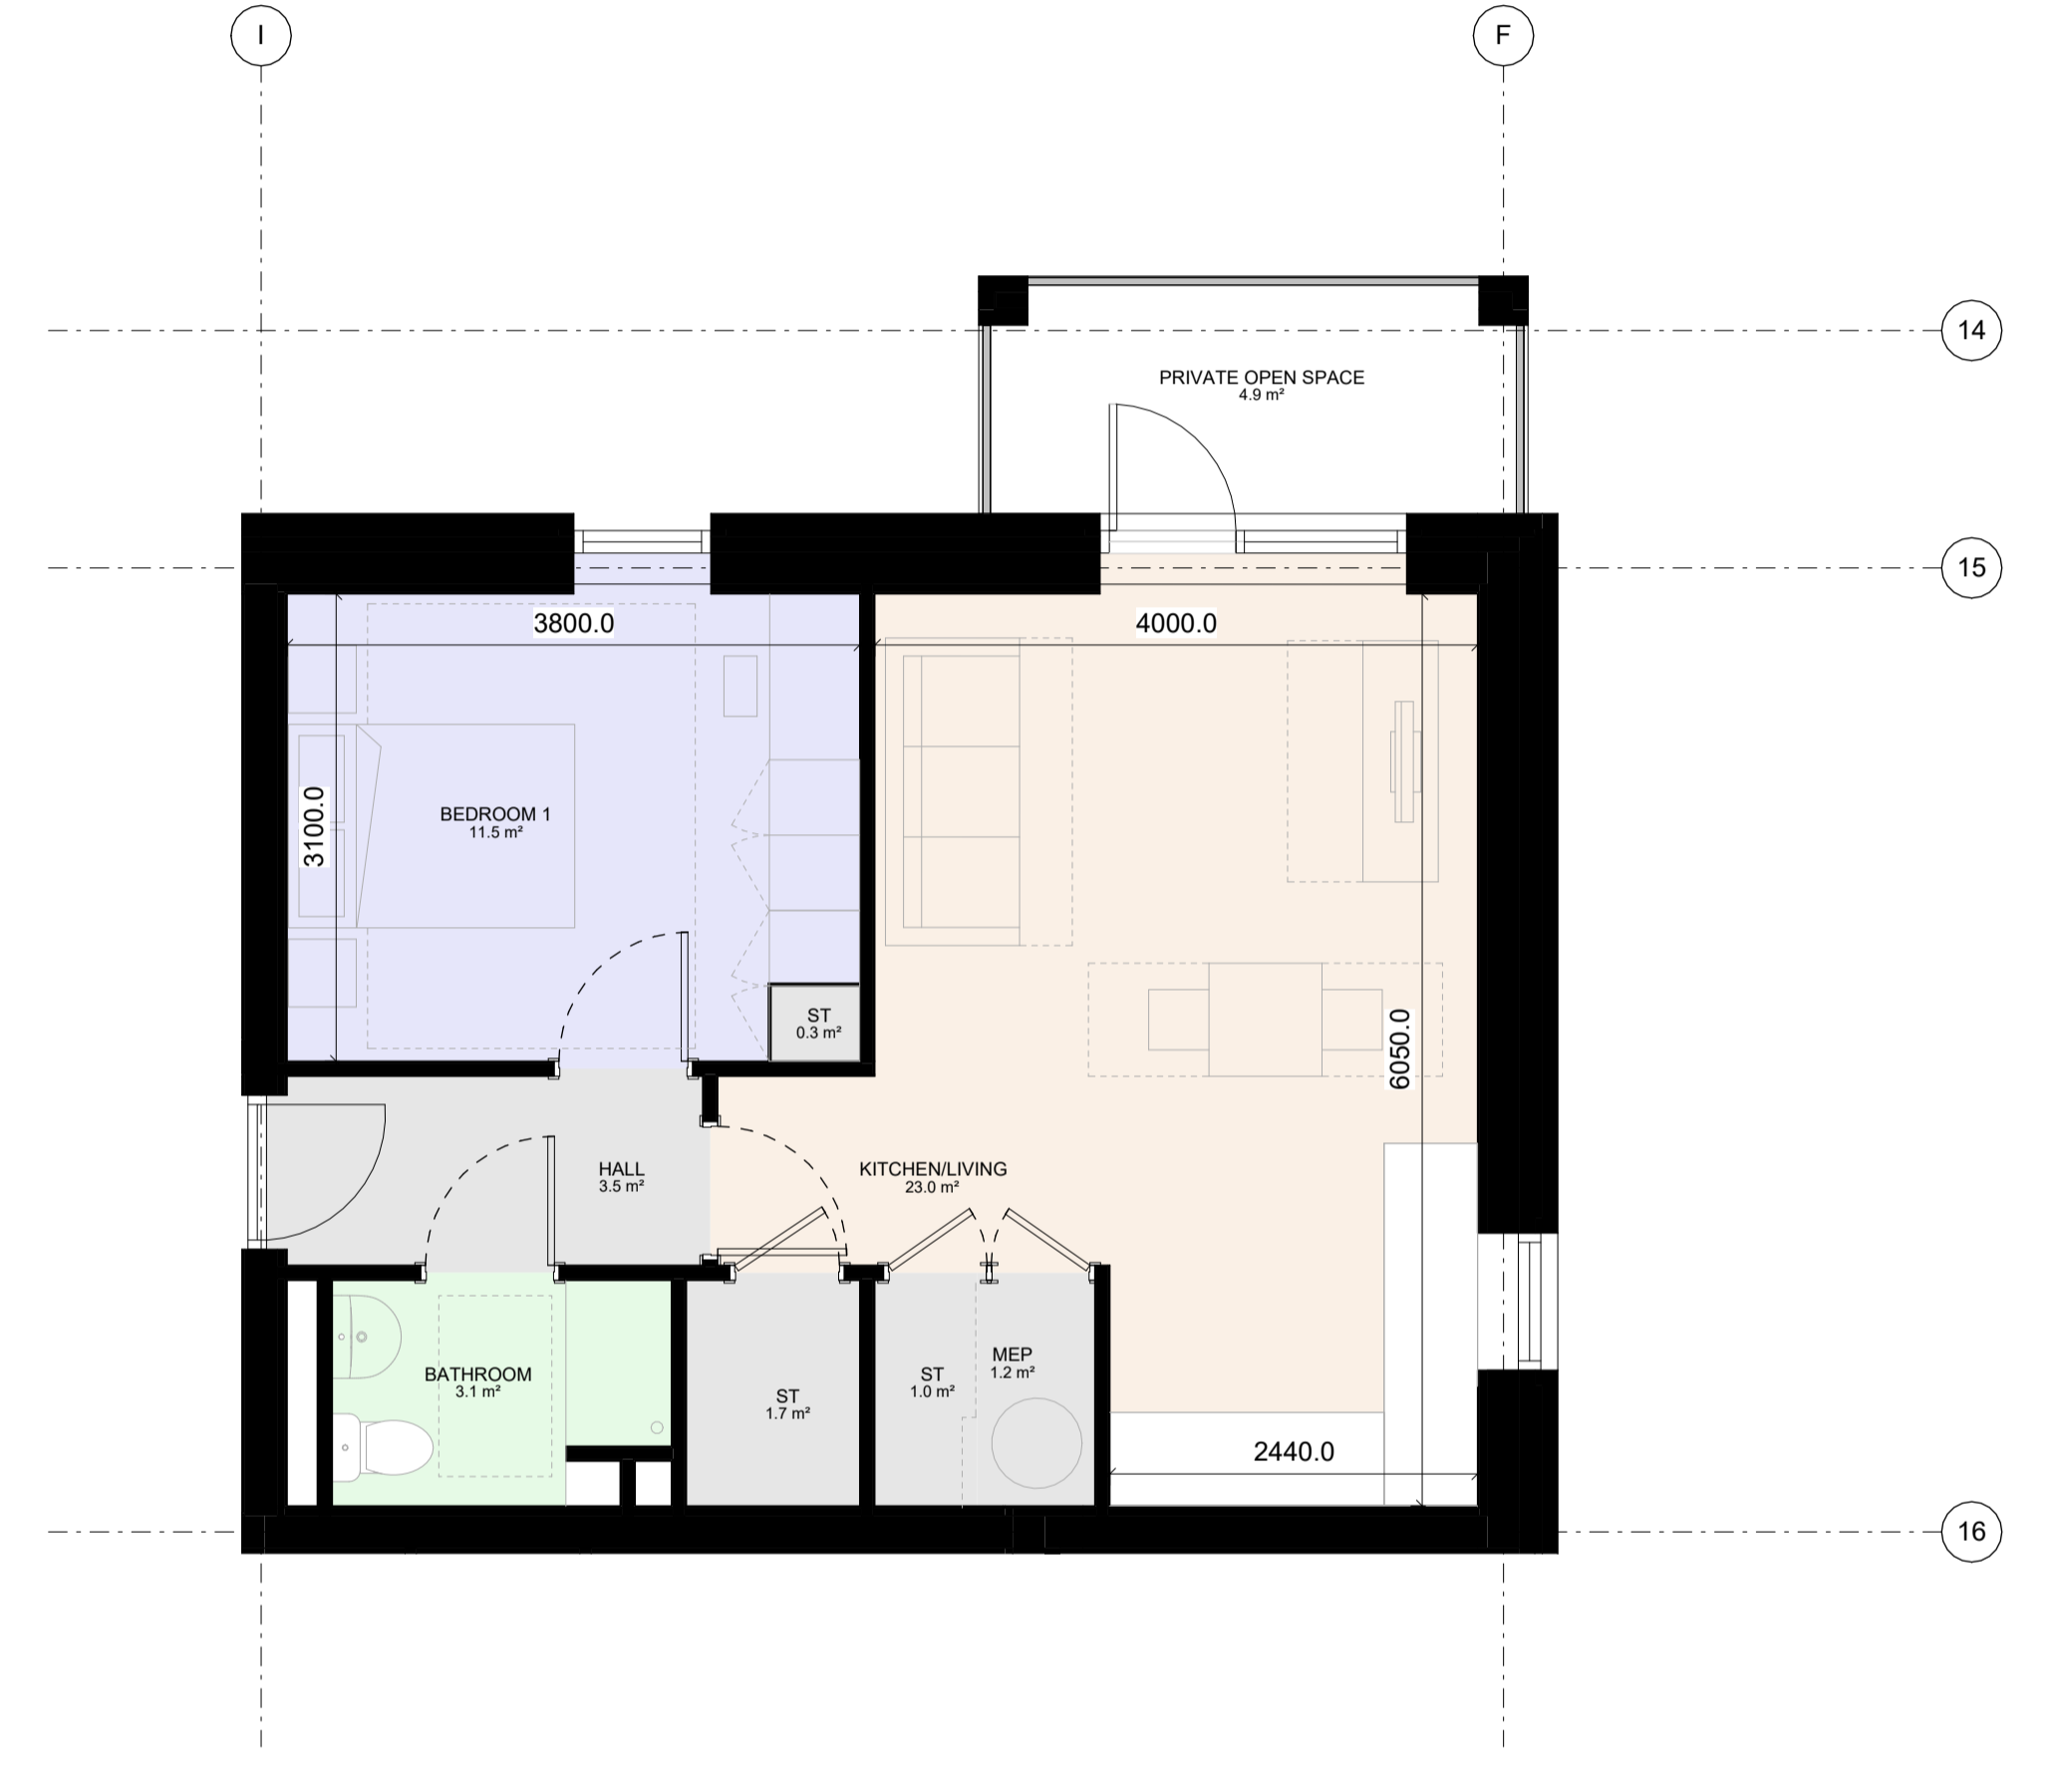 I
F
14
PRIVATE OPEN SPACE
4.9 m²
15
3800.0
4000.0
3100.0
BEDROOM 1
11.5 m²
ST
0.3 m²
6050.0
HALL
3.5 m²
KITCHEN/LIVING
23.0 m²
BATHROOM
3.1 m²
ST
1.7 m²
ST
1.0 m²
MEP
1.2 m²
2440.0
16